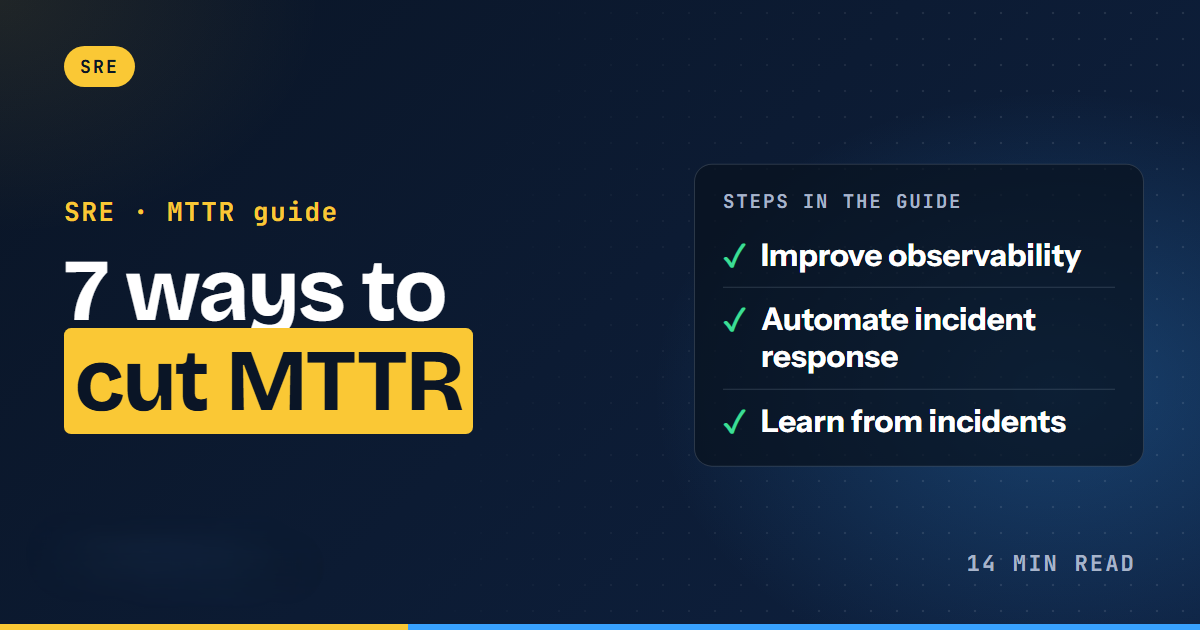 SRE
SRE · MTTR guide
7 ways to
cut MTTR
STEPS IN THE GUIDE
✓ Improve observability
✓ Automate incident
response
✓ Learn from incidents
14 MIN READ